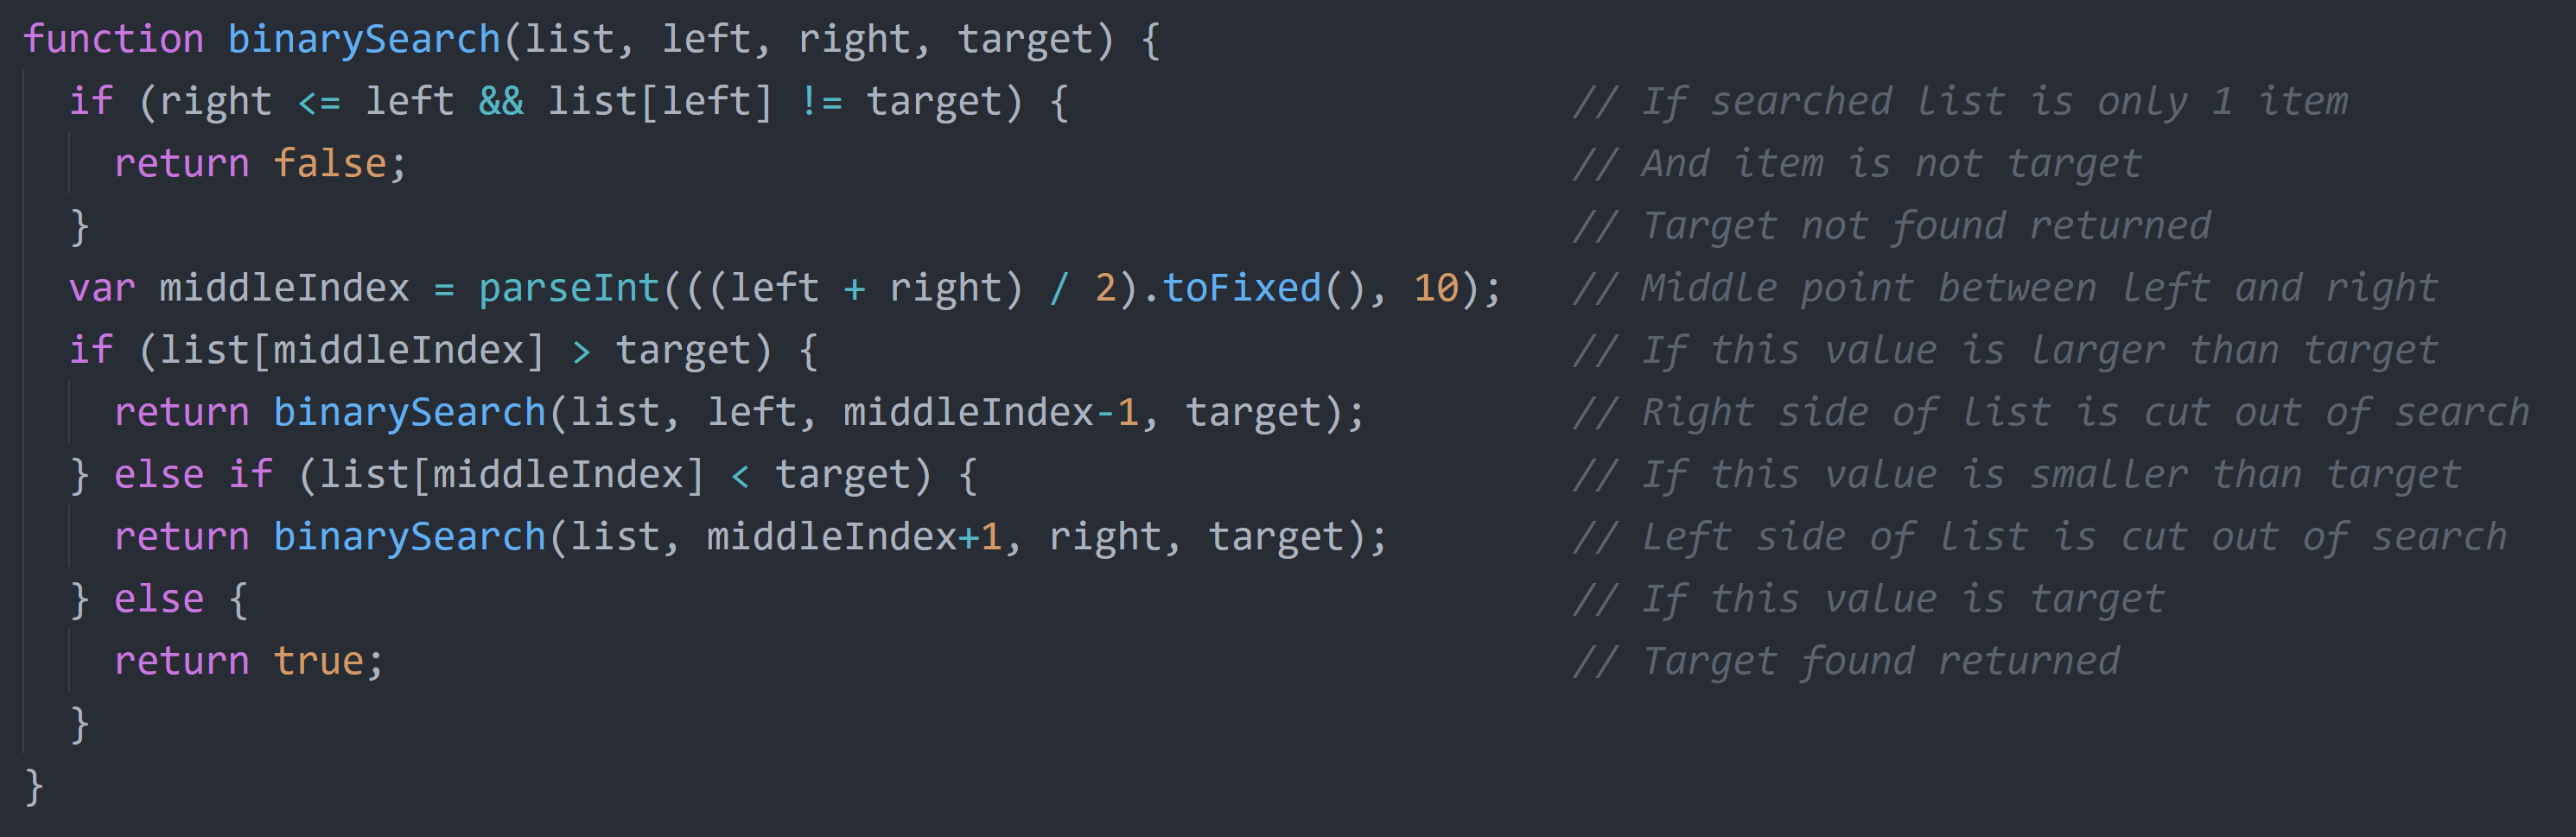 function binarySearch(list, left, right, target) {
  if (right <= left && list[left] != target) {                      // If searched list is only 1 item
    return false;                                                   // And item is not target
  }                                                                 // Target not found returned
  var middleIndex = parseInt(((left + right) / 2).toFixed(), 10);   // Middle point between left and right
  if (list[middleIndex] > target) {                                 // If this value is larger than target
    return binarySearch(list, left, middleIndex-1, target);         // Right side of list is cut out of search
  } else if (list[middleIndex] < target) {                          // If this value is smaller than target
    return binarySearch(list, middleIndex+1, right, target);        // Left side of list is cut out of search
  } else {                                                          // If this value is target
    return true;                                                    // Target found returned
  }
}